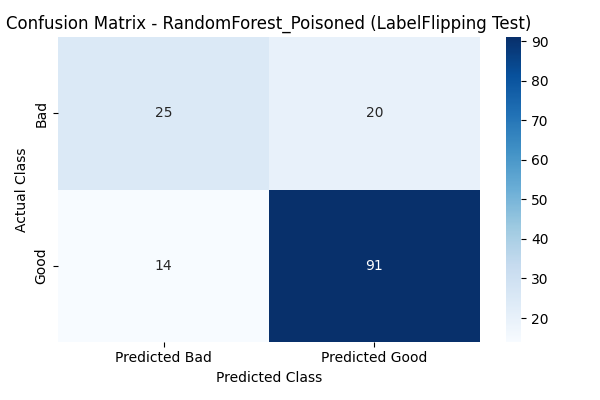 Confusion Matrix - RandomForest_Poisoned (LabelFlipping Test)
Actual Class
Bad
Good
25
20
14
91
Predicted Bad
Predicted Good
Predicted Class
90
80
70
60
50
40
30
20